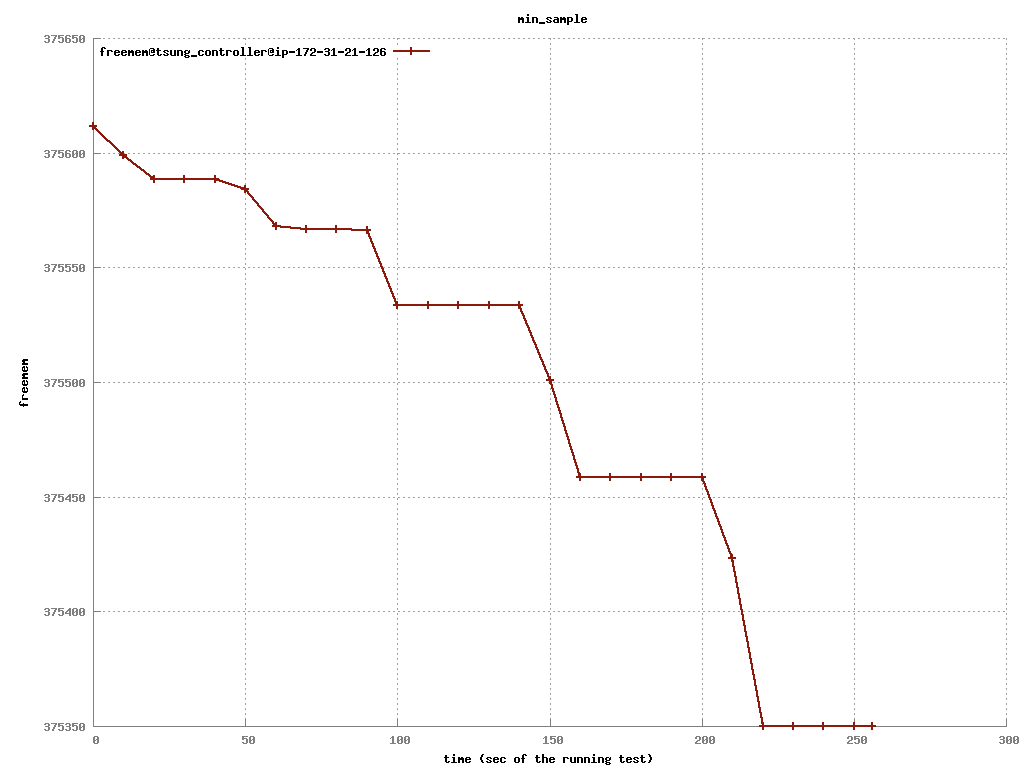 min_sample
freemem@tsung_controller@ip-172-31-21-126
375650
375600
375550
375500
375450
375400
375350
freemem
0 50 100 150 200 250 300
time (sec of the running test)